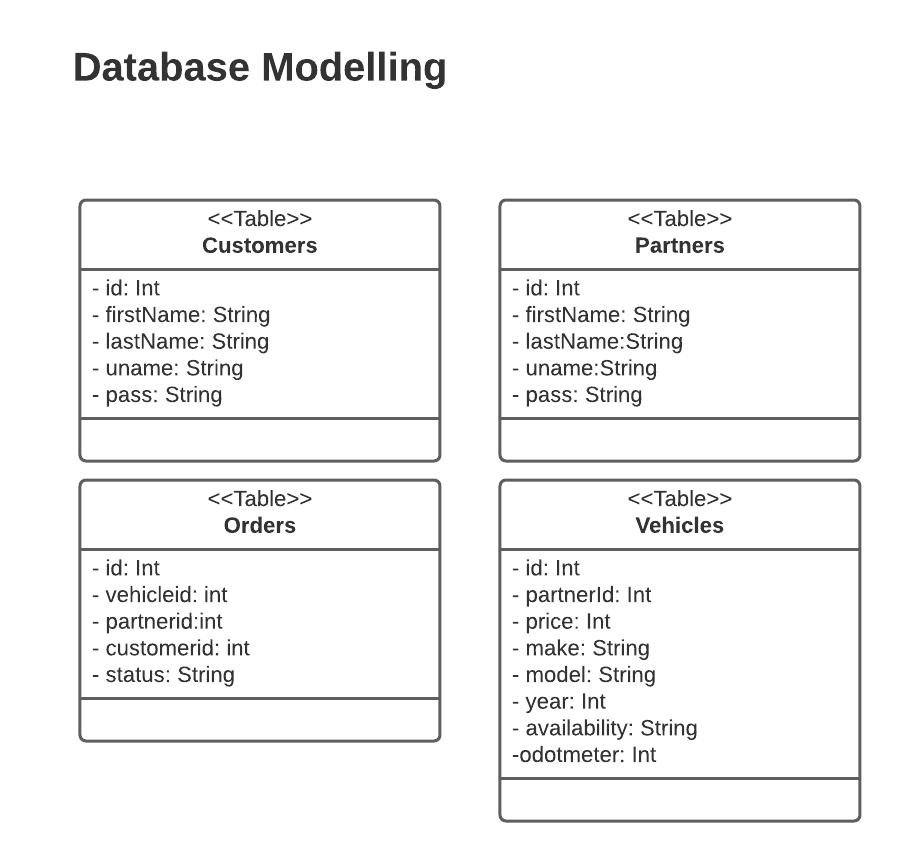 Database Modelling
<<Table>>
Customers
- id: Int
- firstName: String
- lastName: String
- uname: String
- pass: String
<<Table>>
Partners
- id: Int
- firstName: String
- lastName:String
- uname:String
- pass: String
<<Table>>
Orders
- id: Int
- vehicleid: int
- partnerid:int
- customerid: int
- status: String
<<Table>>
Vehicles
- id: Int
- partnerId: Int
- price: Int
- make: String
- model: String
- year: Int
- availability: String
-odotmeter: Int